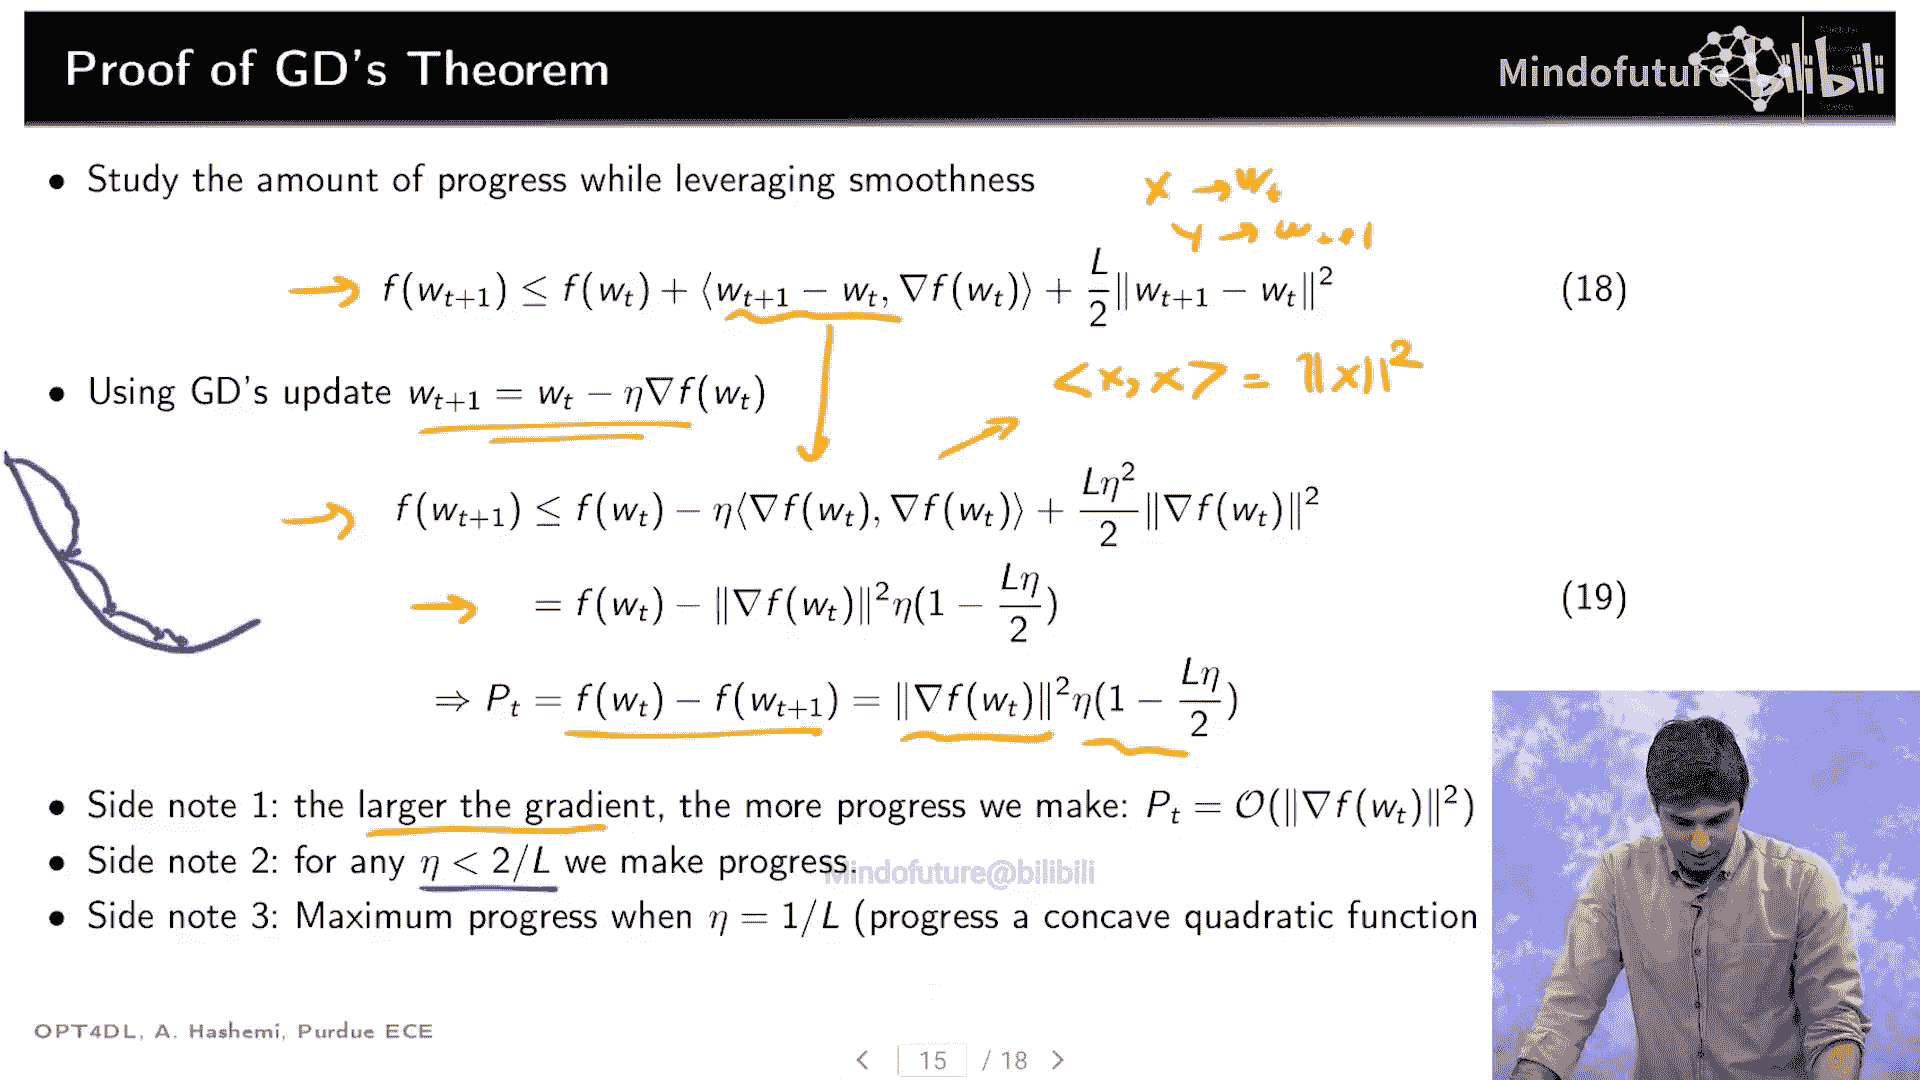 Proof of GD's Theorem
Mindofuture
bilibili
• Study the amount of progress while leveraging smoothness
x → w_t
y → w_{t+1}
→ f(w_{t+1}) ≤ f(w_t) + ⟨w_{t+1} − w_t, ∇f(w_t)⟩ + L/2 ‖w_{t+1} − w_t‖² (18)
<x, x> = ‖x‖²
• Using GD's update w_{t+1} = w_t − η∇f(w_t)
→ f(w_{t+1}) ≤ f(w_t) − η⟨∇f(w_t), ∇f(w_t)⟩ + Lη²/2 ‖∇f(w_t)‖²
→ = f(w_t) − ‖∇f(w_t)‖²η(1 − Lη/2) (19)
⇒ P_t = f(w_t) − f(w_{t+1}) = ‖∇f(w_t)‖²η(1 − Lη/2)
• Side note 1: the larger the gradient, the more progress we make: P_t = 𝒪(‖∇f(w_t)‖²)
• Side note 2: for any η < 2/L we make progress.
Mindofuture@bilibili
• Side note 3: Maximum progress when η = 1/L (progress a concave quadratic function
OPT4DL, A. Hashemi, Purdue ECE
< 15 / 18 >